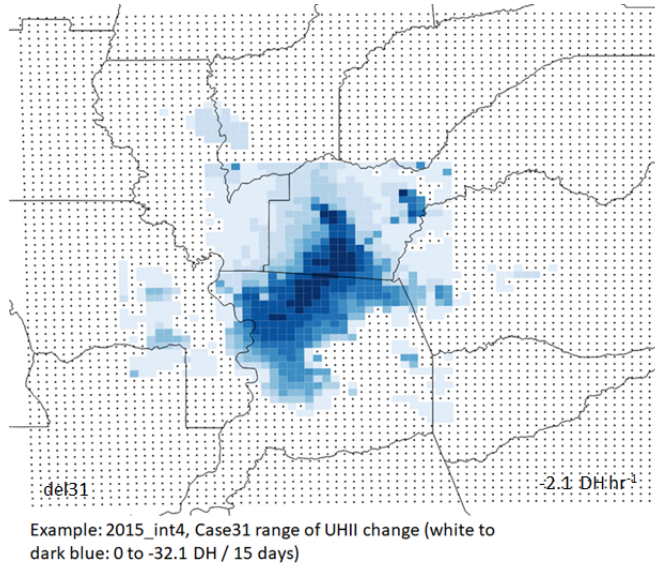 del31
-2.1 DH hr-1
Example: 2015_int4, Case31 range of UHII change (white to
dark blue: 0 to -32.1 DH / 15 days)